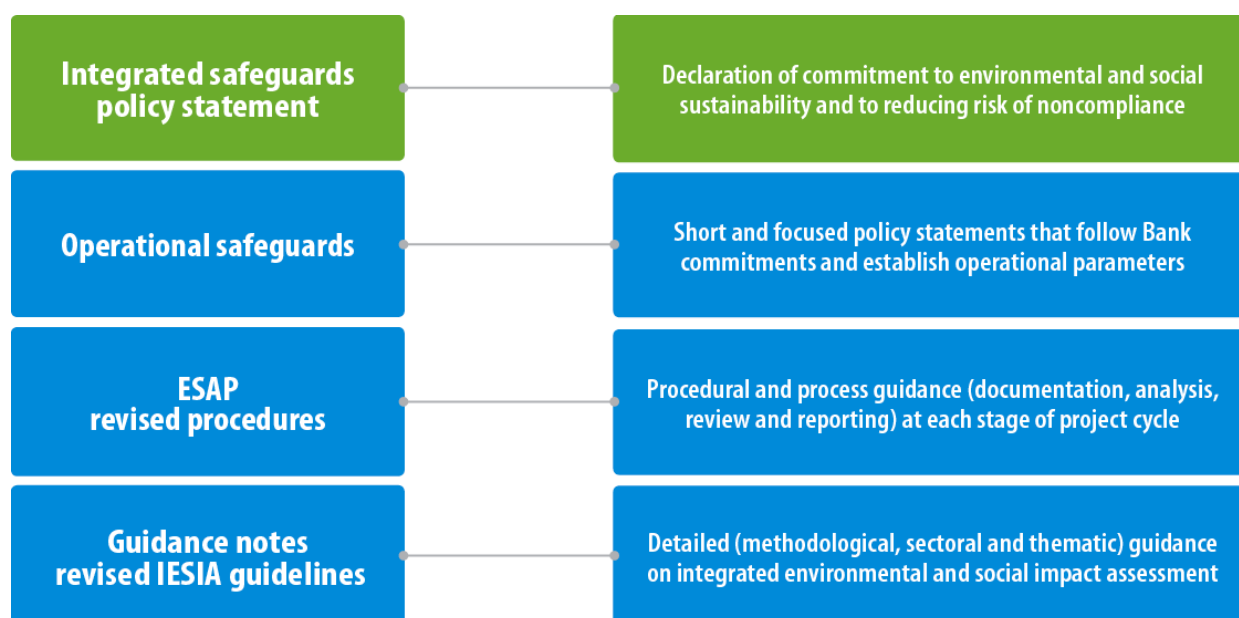 Integrated safeguards
policy statement
Declaration of commitment to environmental and social
sustainability and to reducing risk of noncompliance
Operational safeguards
Short and focused policy statements that follow Bank
commitments and establish operational parameters
ESAP
revised procedures
Procedural and process guidance (documentation, analysis,
review and reporting) at each stage of project cycle
Guidance notes
revised IESIA guidelines
Detailed (methodological, sectoral and thematic) guidance
on integrated environmental and social impact assessment